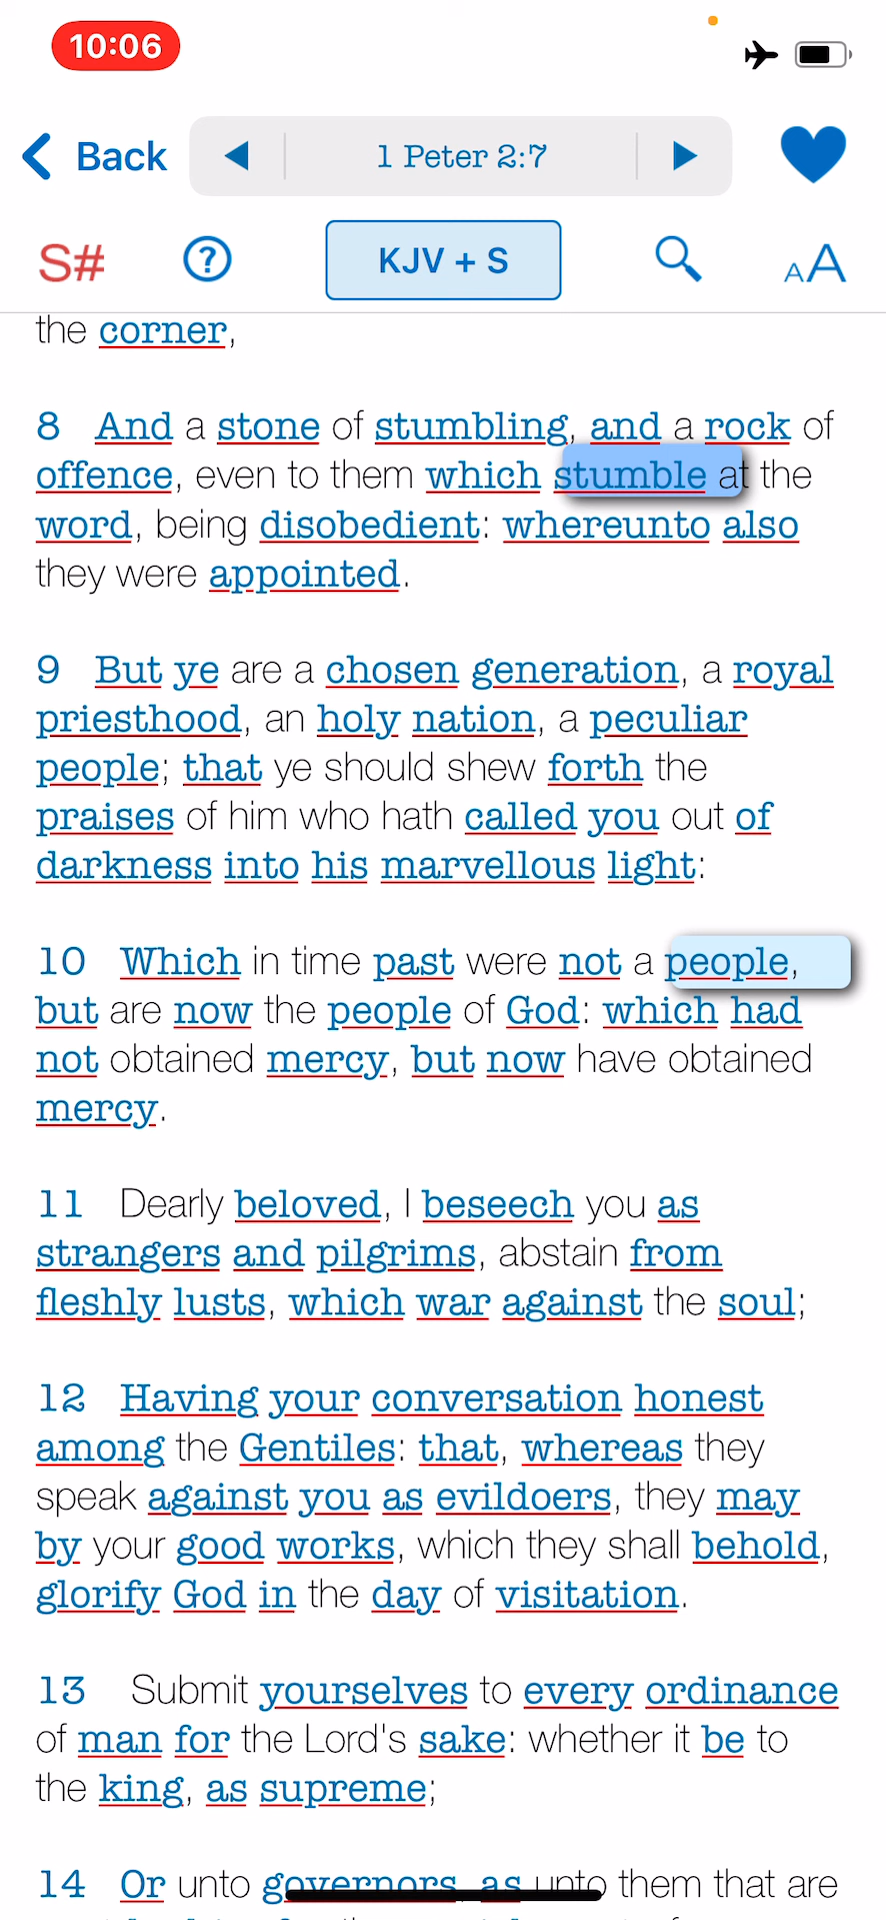 10:06
Back
1 Peter 2:7
S#
?
KJV + S
AA
the corner,
8 And a stone of stumbling, and a rock of
offence, even to them which stumble at the
word, being disobedient: whereunto also
they were appointed.
9 But ye are a chosen generation, a royal
priesthood, an holy nation, a peculiar
people; that ye should shew forth the
praises of him who hath called you out of
darkness into his marvellous light:
10 Which in time past were not a people,
but are now the people of God: which had
not obtained mercy, but now have obtained
mercy.
11 Dearly beloved, I beseech you as
strangers and pilgrims, abstain from
fleshly lusts, which war against the soul;
12 Having your conversation honest
among the Gentiles: that, whereas they
speak against you as evildoers, they may
by your good works, which they shall behold,
glorify God in the day of visitation.
13 Submit yourselves to every ordinance
of man for the Lord's sake: whether it be to
the king, as supreme;
14 Or unto governors, as unto them that are